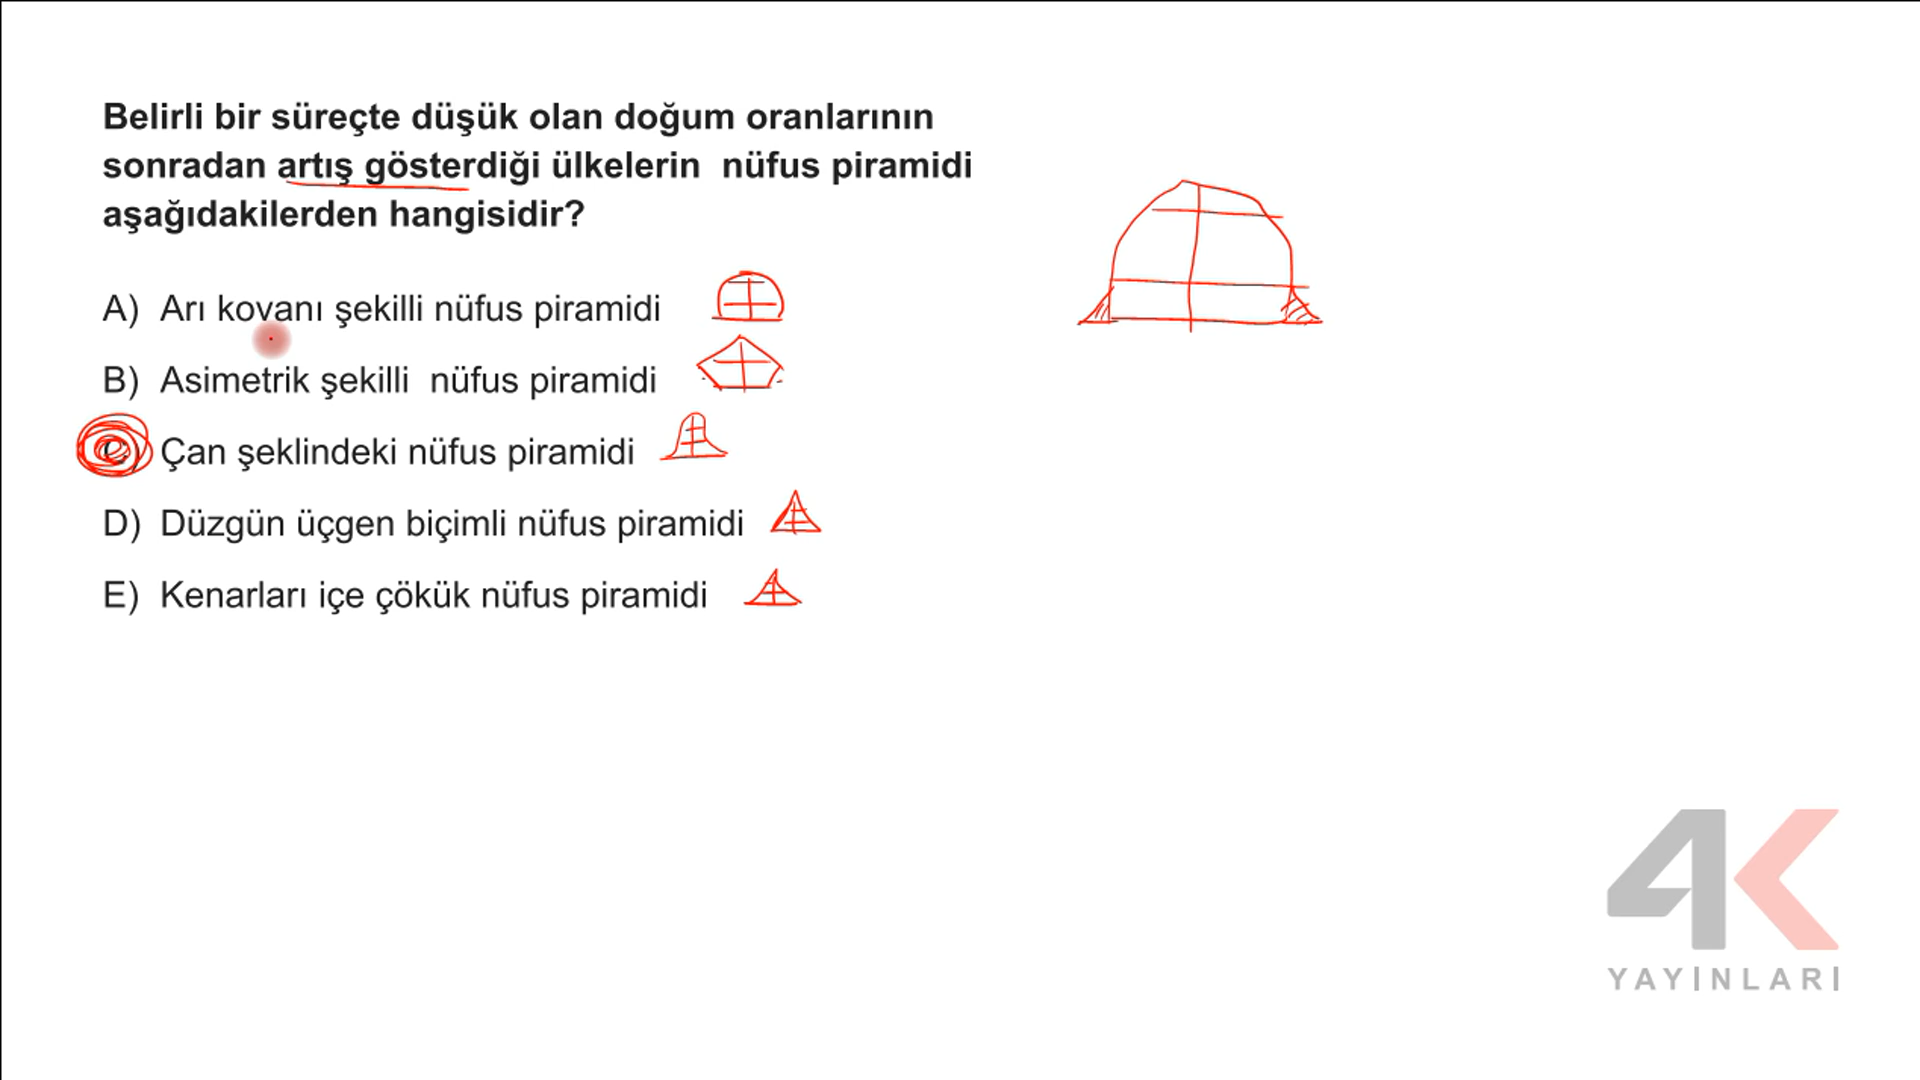 Belirli bir süreçte düşük olan doğum oranlarının
sonradan artış gösterdiği ülkelerin nüfus piramidi
aşağıdakilerden hangisidir?
A) Arı kovanı şekilli nüfus piramidi
B) Asimetrik şekilli nüfus piramidi
C) Çan şeklindeki nüfus piramidi
D) Düzgün üçgen biçimli nüfus piramidi
E) Kenarları içe çökük nüfus piramidi
4K
YAYINLARI